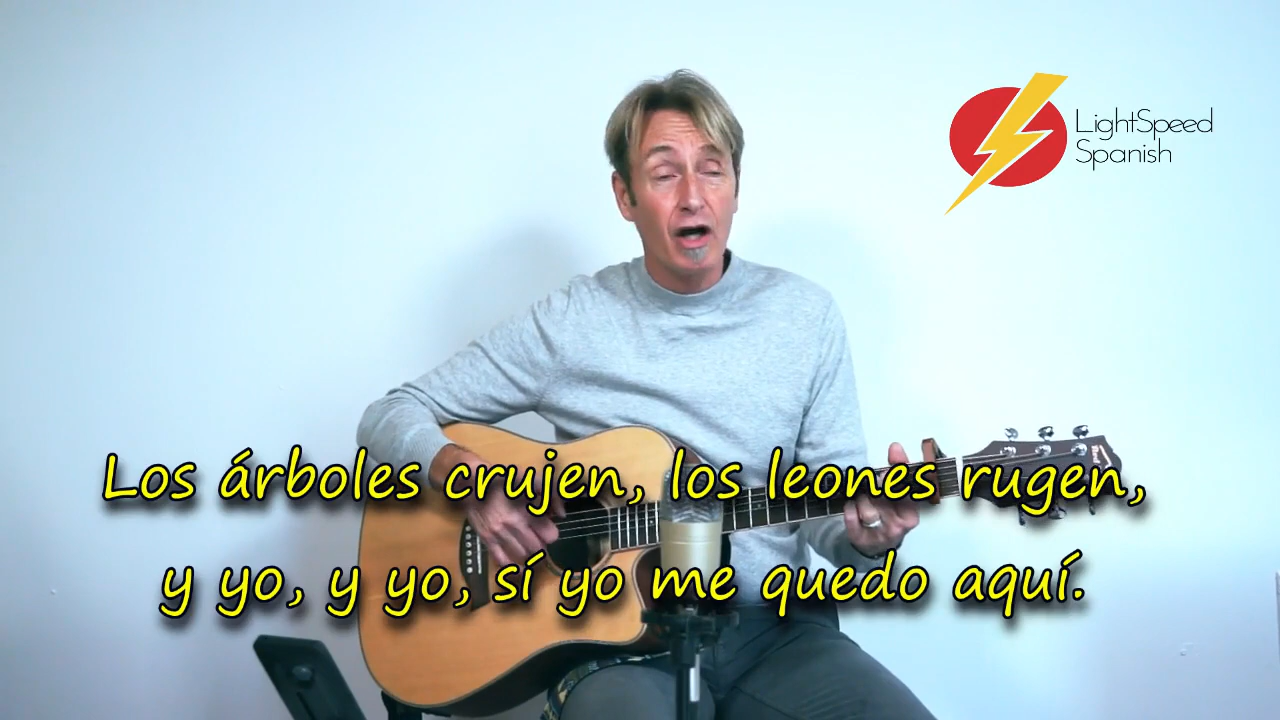 LightSpeed
Spanish
Los árboles crujen, los leones rugen,
y yo, y yo, sí yo me quedo aquí.